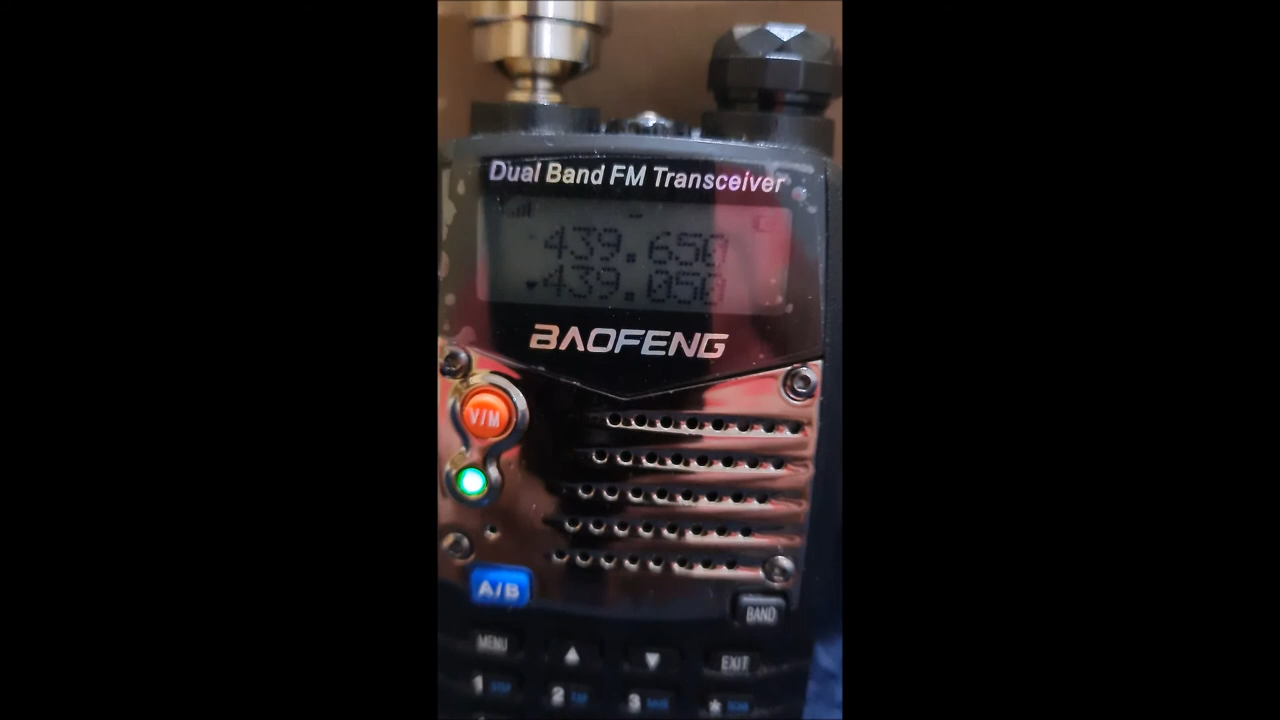 Dual Band FM Transceiver
439.650
439.050
BAOFENG
V/M
A/B
BAND
MENU
EXIT
1
2
3
*